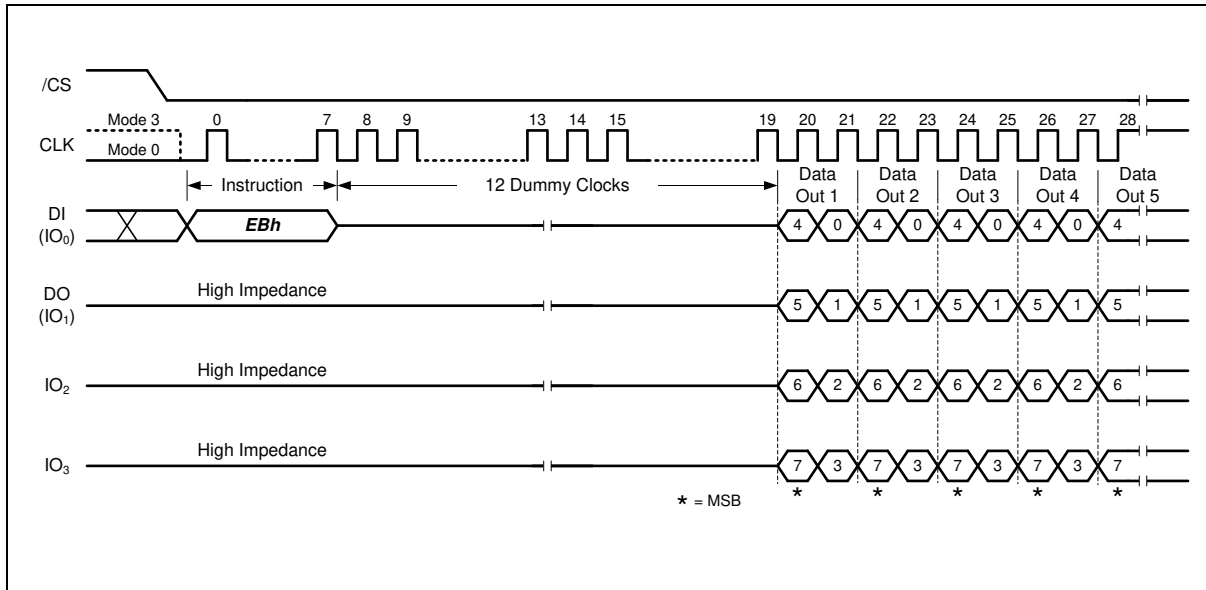 /CS
Mode 3
CLK
Mode 0
0 7 8 9 13 14 15 19 20 21 22 23 24 25 26 27 28
Instruction
12 Dummy Clocks
Data Out 1
Data Out 2
Data Out 3
Data Out 4
Data Out 5
DI
(IO₀)
EBh
4 0 4 0 4 0 4 0 4
DO
(IO₁)
High Impedance
5 1 5 1 5 1 5 1 5
IO₂
High Impedance
6 2 6 2 6 2 6 2 6
IO₃
High Impedance
7 3 7 3 7 3 7 3 7
* * * * *
* = MSB